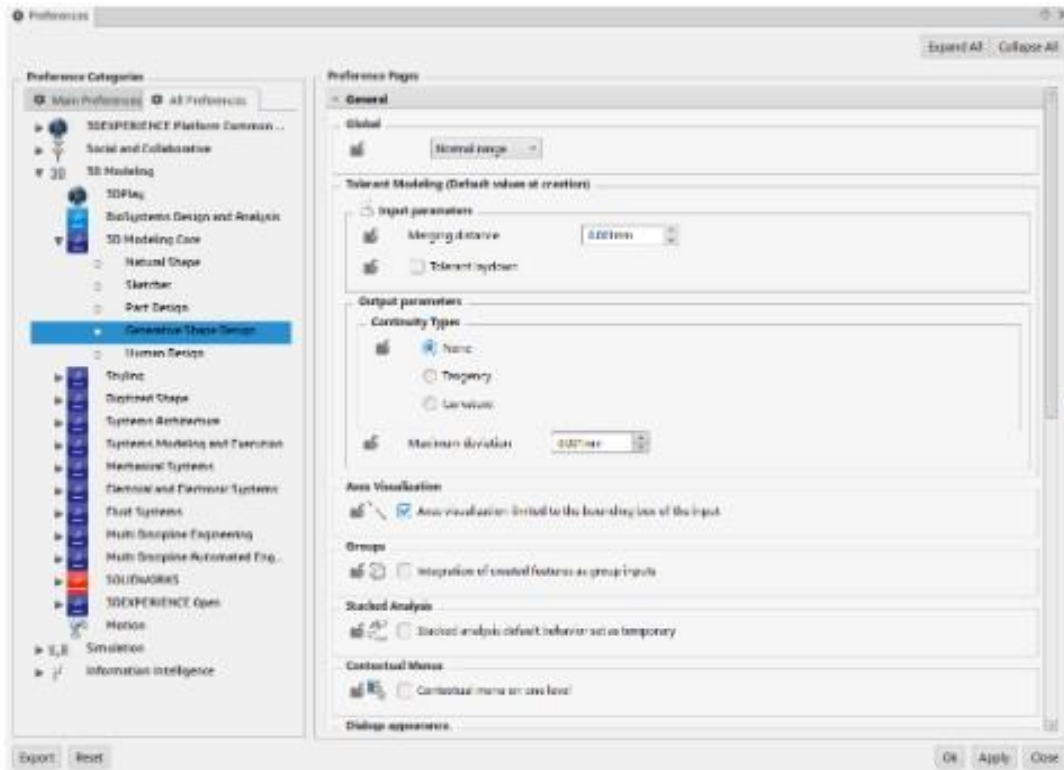 Preferences
Expand All Collapse All
Preference Categories
Main Preferences All Preferences
3DEXPERIENCE Platform Common ...
Social and Collaborative
3D Modeling
3DPlay
BioSystems Design and Analysis
3D Modeling Core
Natural Shape
Sketcher
Part Design
Generative Shape Design
Human Design
Styling
Digitized Shape
Systems Architecture
Systems Modeling and Execution
Mechanical Systems
Electrical and Electronic Systems
Fluid Systems
Multi Discipline Engineering
Multi Discipline Automated Eng...
SOLIDWORKS
3DEXPERIENCE Open
Motion
Simulation
Information Intelligence
Export Reset
Preference Pages
General
Global
Normal range
Tolerant Modeling (Default values at creation)
Input parameters
Merging distance 0.001mm
Tolerant laydown
Output parameters
Continuity Types
None
Tangency
Curvature
Maximum deviation 0.001mm
Axes Visualization
Axes visualization limited to the bounding box of the input
Groups
Integration of created features as group inputs
Stacked Analysis
Stacked analysis default behavior set as temporary
Contextual Menus
Contextual menu on one level
Dialogs appearance
OK Apply Close